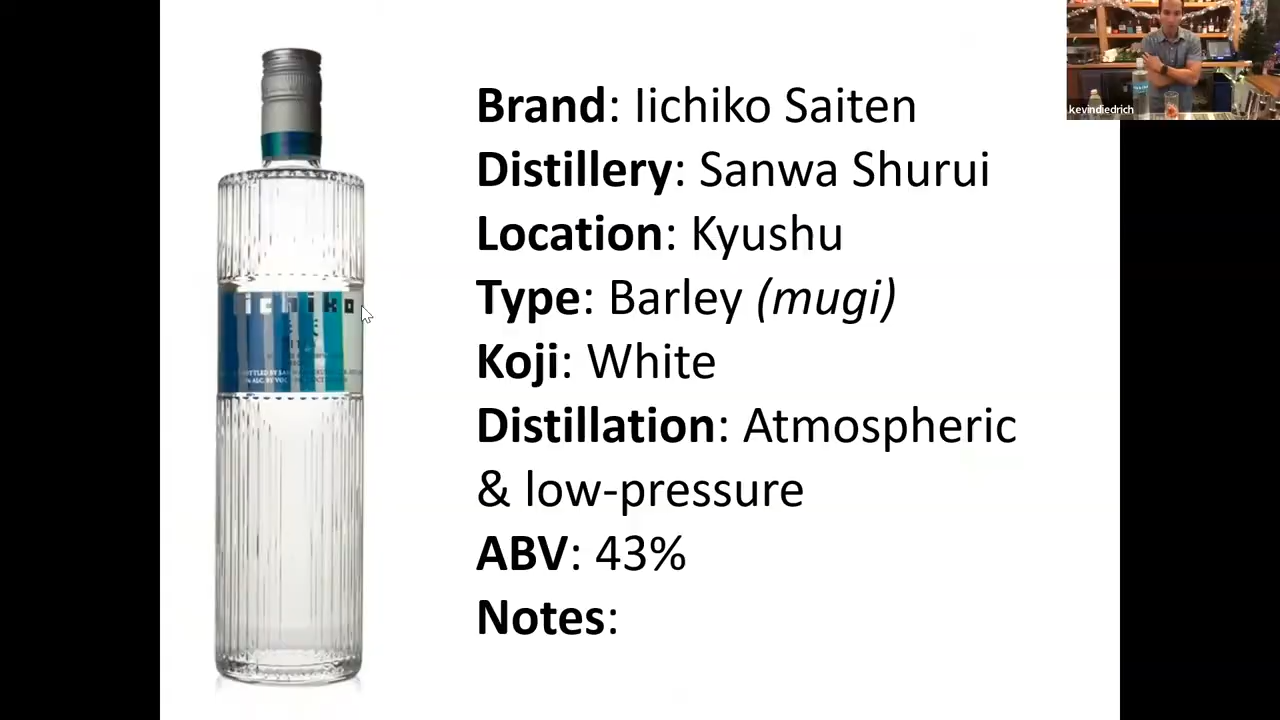 kevindiedrich
Brand: Iichiko Saiten
Distillery: Sanwa Shurui
Location: Kyushu
Type: Barley (mugi)
Koji: White
Distillation: Atmospheric
& low-pressure
ABV: 43%
Notes:
iichiko